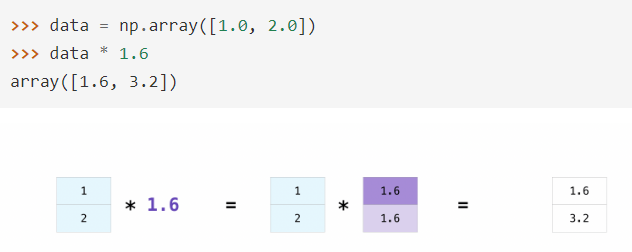 >>> data = np.array([1.0, 2.0])
>>> data * 1.6
array([1.6, 3.2])
1 1 1.6 1.6
* 1.6 = * =
2 2 1.6 3.2